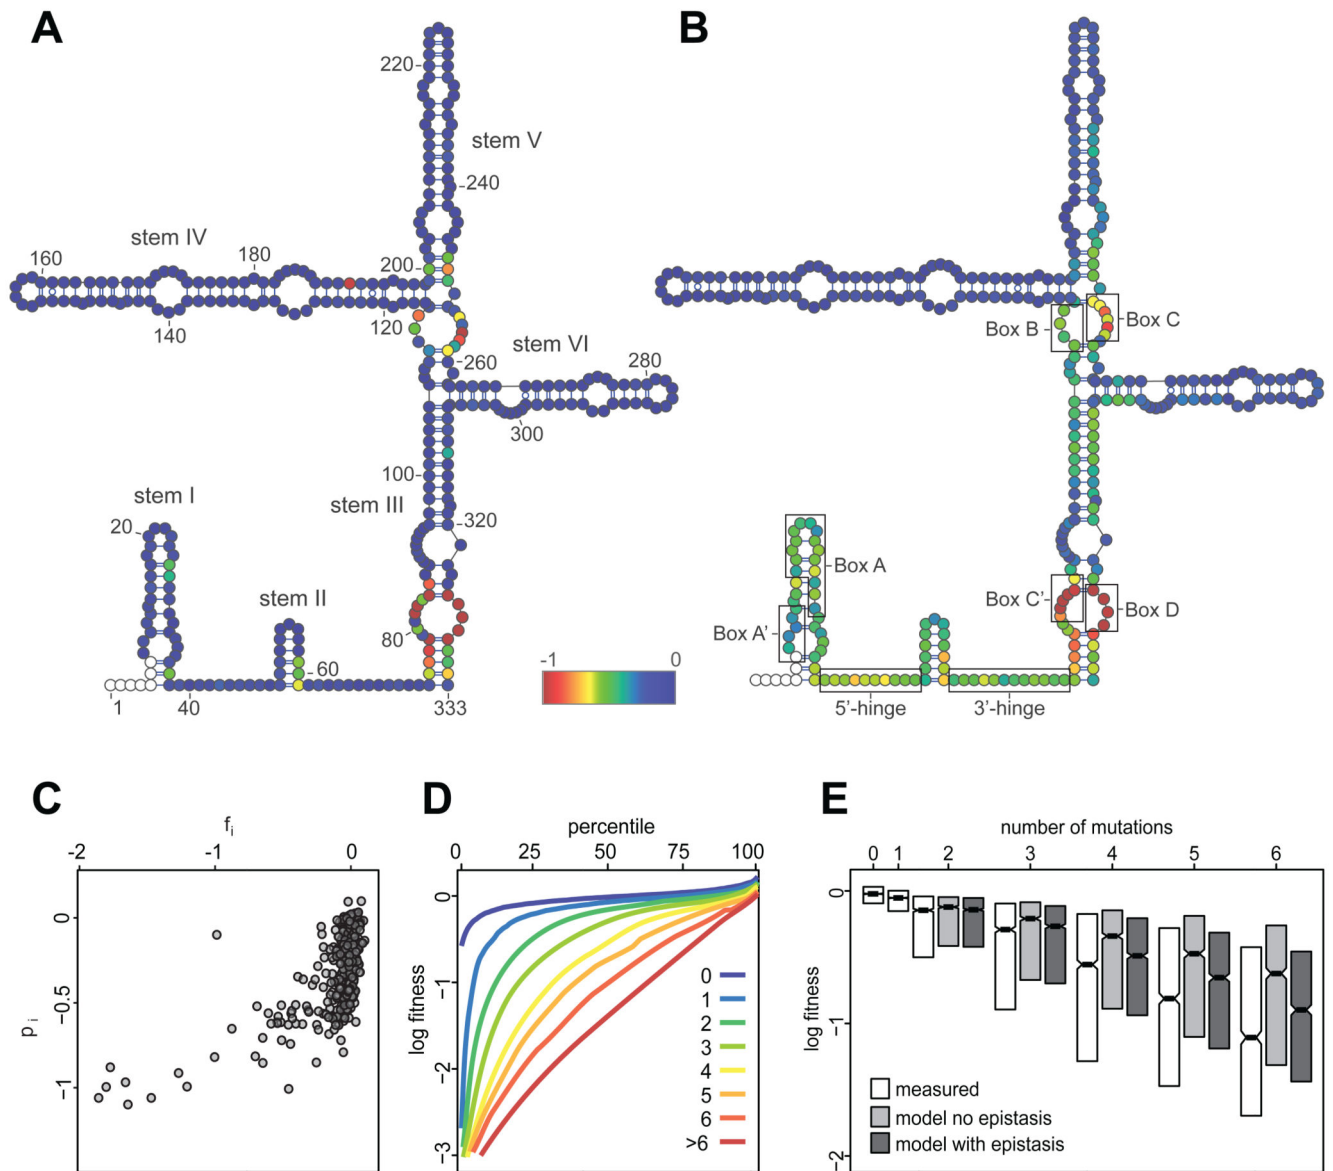 A
220
stem V
240
stem IV
160
180
200
140
120
stem VI
260
280
300
100
stem I
stem III
20
320
stem II
80
60
-1
0
1
40
333
B
Box B
Box C
Box A
Box C'
Box D
Box A'
5'-hinge
3'-hinge
C
fi
-2
-1
0
0
-0.5
-1
pi
D
percentile
0
25
50
75
100
0
-1
-2
-3
log fitness
0
1
2
3
4
5
6
>6
E
number of mutations
0
1
2
3
4
5
6
0
-1
-2
log fitness
measured
model no epistasis
model with epistasis